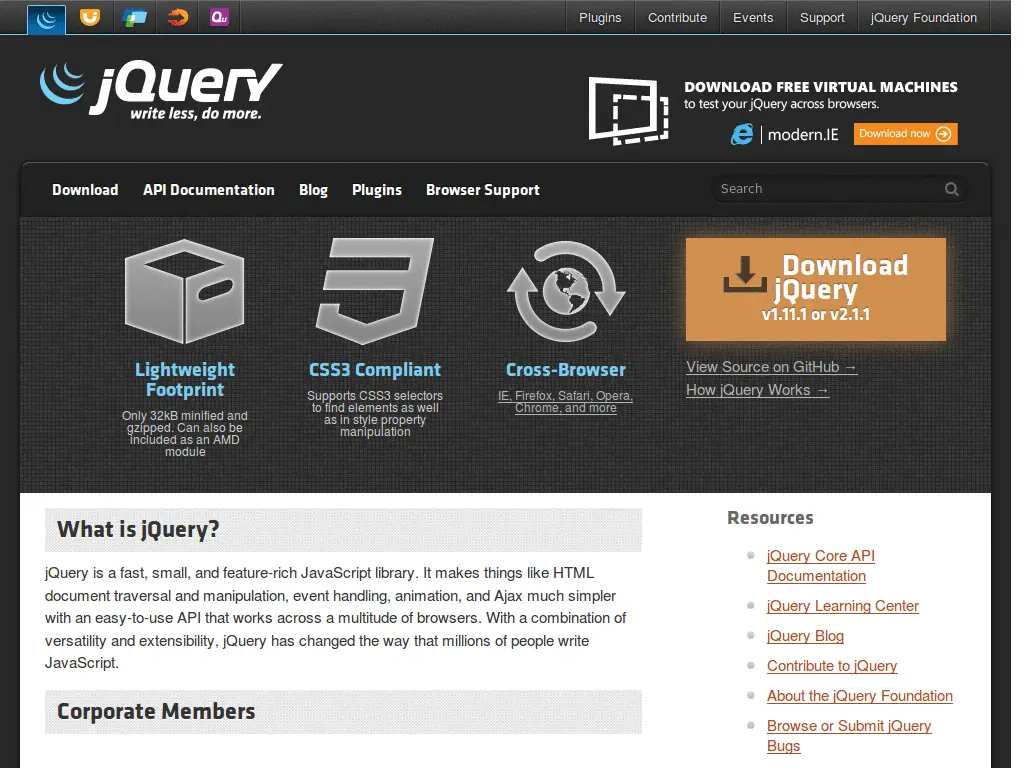 Plugins
Contribute
Events
Support
jQuery Foundation
jQuery
write less, do more.
DOWNLOAD FREE VIRTUAL MACHINES
to test your jQuery across browsers.
modern.IE
Download now
Download
API Documentation
Blog
Plugins
Browser Support
Search
Lightweight
Footprint
Only 32kB minified and
gzipped. Can also be
included as an AMD
module
CSS3 Compliant
Supports CSS3 selectors
to find elements as well
as in style property
manipulation
Cross-Browser
IE, Firefox, Safari, Opera,
Chrome, and more
Download
jQuery
v1.11.1 or v2.1.1
View Source on GitHub →
How jQuery Works →
What is jQuery?
jQuery is a fast, small, and feature-rich JavaScript library. It makes things like HTML
document traversal and manipulation, event handling, animation, and Ajax much simpler
with an easy-to-use API that works across a multitude of browsers. With a combination of
versatility and extensibility, jQuery has changed the way that millions of people write
JavaScript.
Corporate Members
Resources
jQuery Core API
Documentation
jQuery Learning Center
jQuery Blog
Contribute to jQuery
About the jQuery Foundation
Browse or Submit jQuery
Bugs